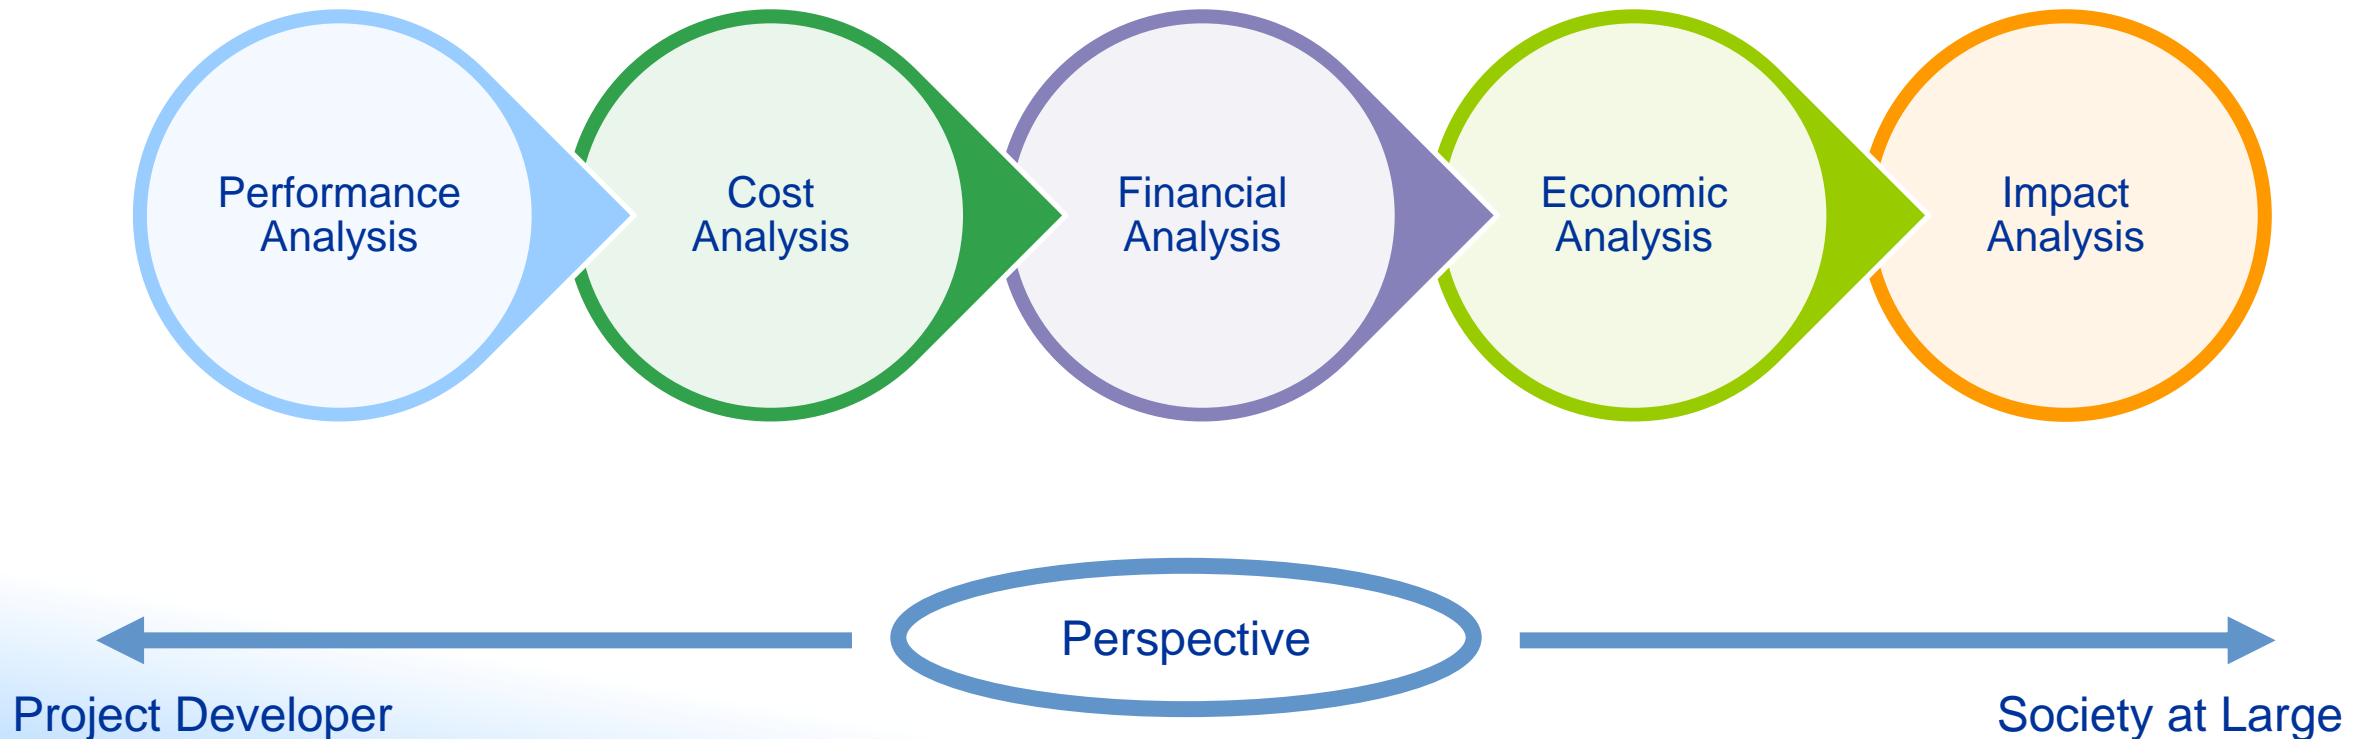 Performance
Analysis
Cost
Analysis
Financial
Analysis
Economic
Analysis
Impact
Analysis
Perspective
Project Developer
Society at Large